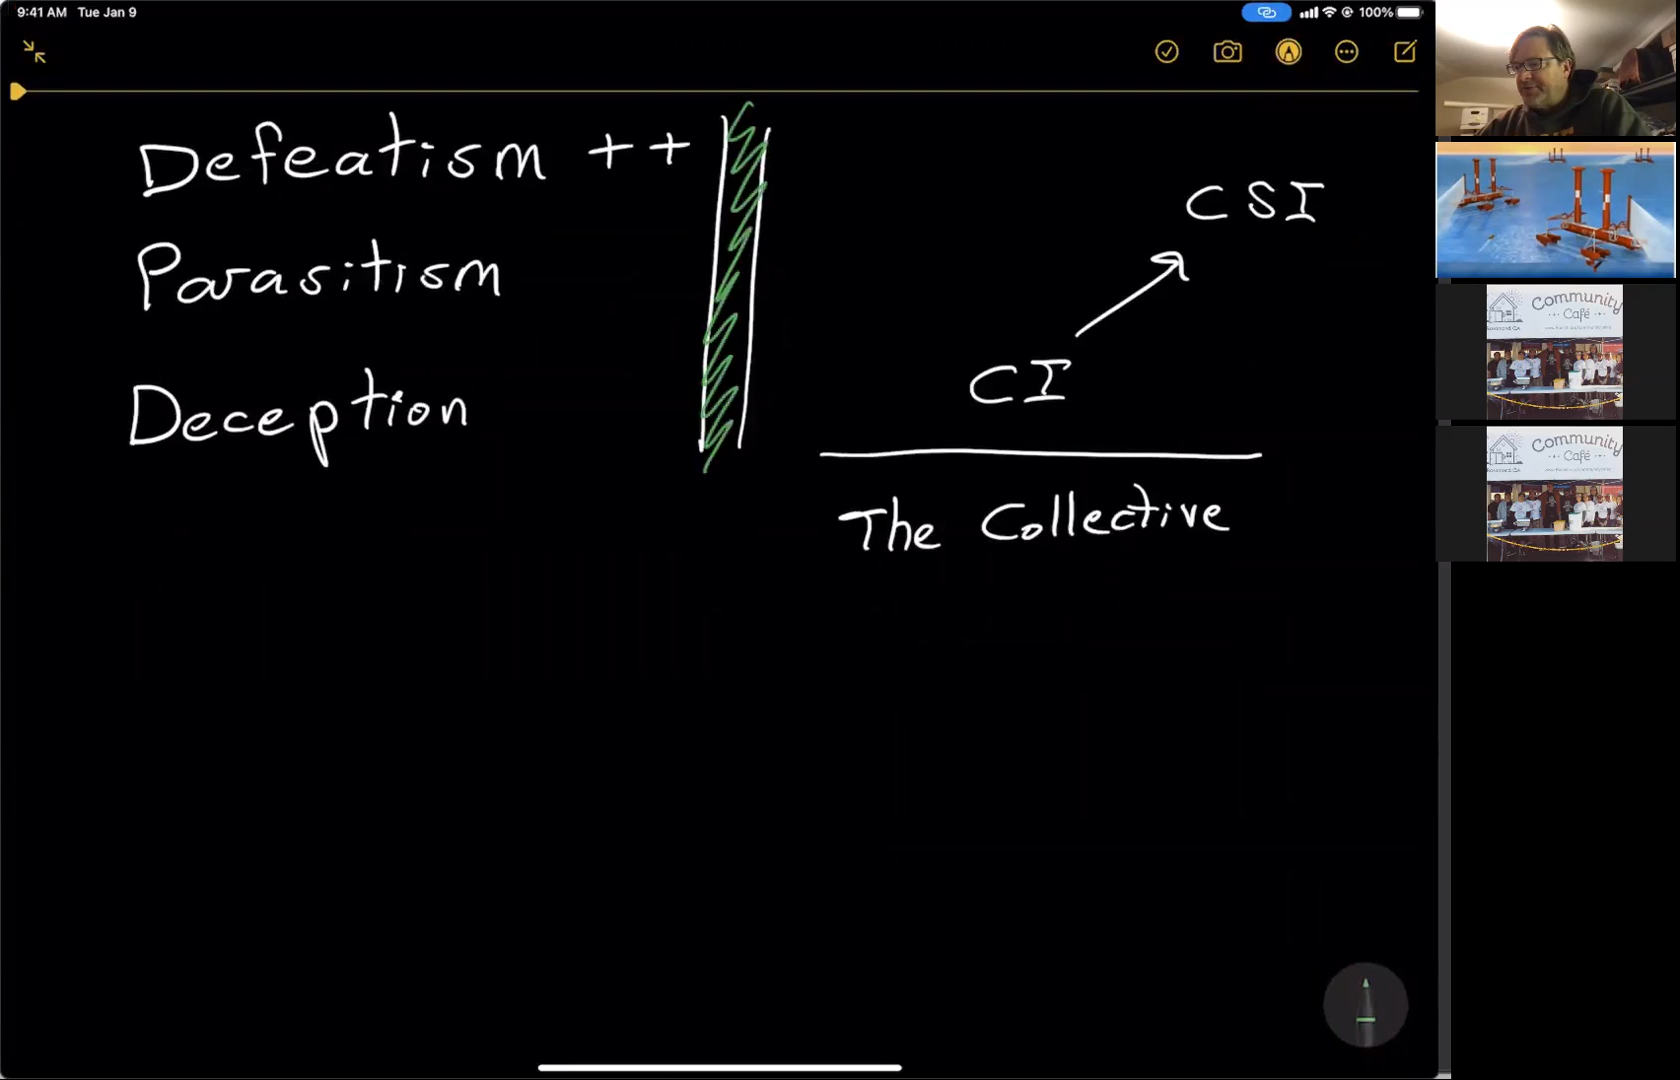 9:41 AM Tue Jan 9
100%
Defeatism ++
Parasitism
Deception
CSI
CI
The Collective
Community
Café
Community
Café